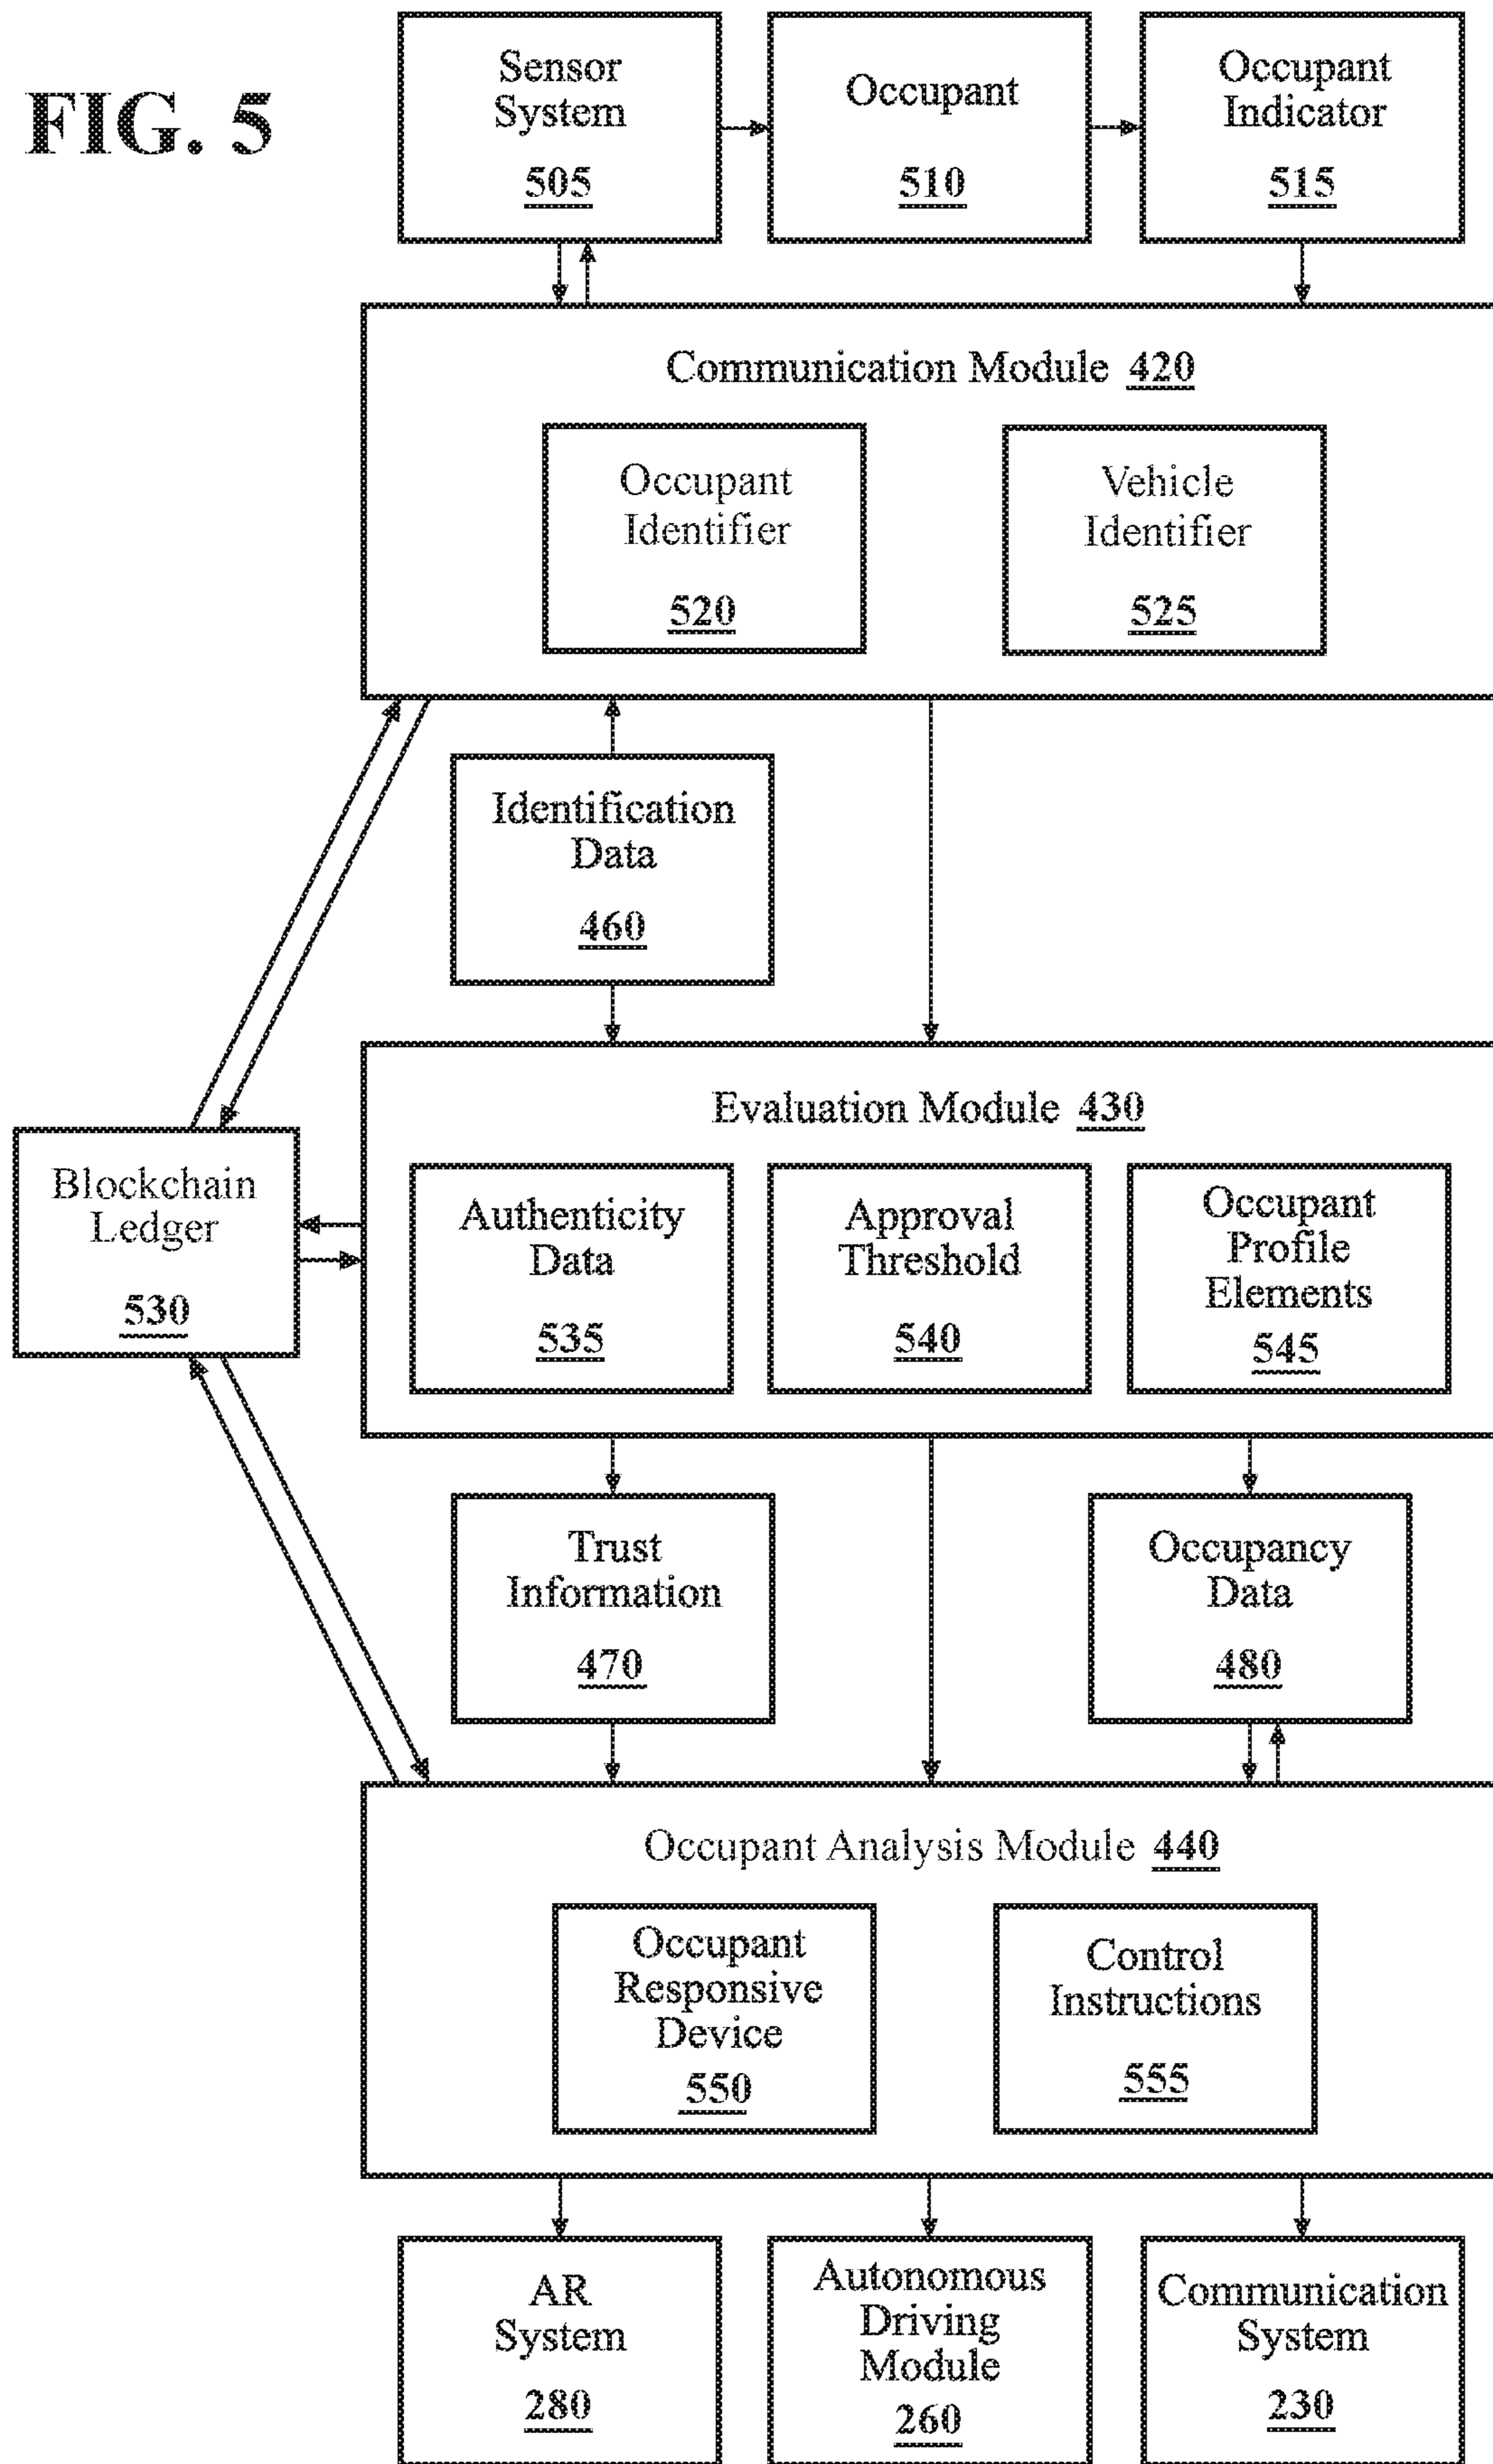 FIG. 5
Sensor
System
505
Occupant
510
Occupant
Indicator
515
Communication Module 420
Occupant
Identifier
520
Vehicle
Identifier
525
Identification
Data
460
Evaluation Module 430
Blockchain
Ledger
530
Authenticity
Data
535
Approval
Threshold
540
Occupant
Profile
Elements
545
Trust
Information
470
Occupancy
Data
480
Occupant Analysis Module 440
Occupant
Responsive
Device
550
Control
Instructions
555
AR
System
280
Autonomous
Driving
Module
260
Communication
System
230